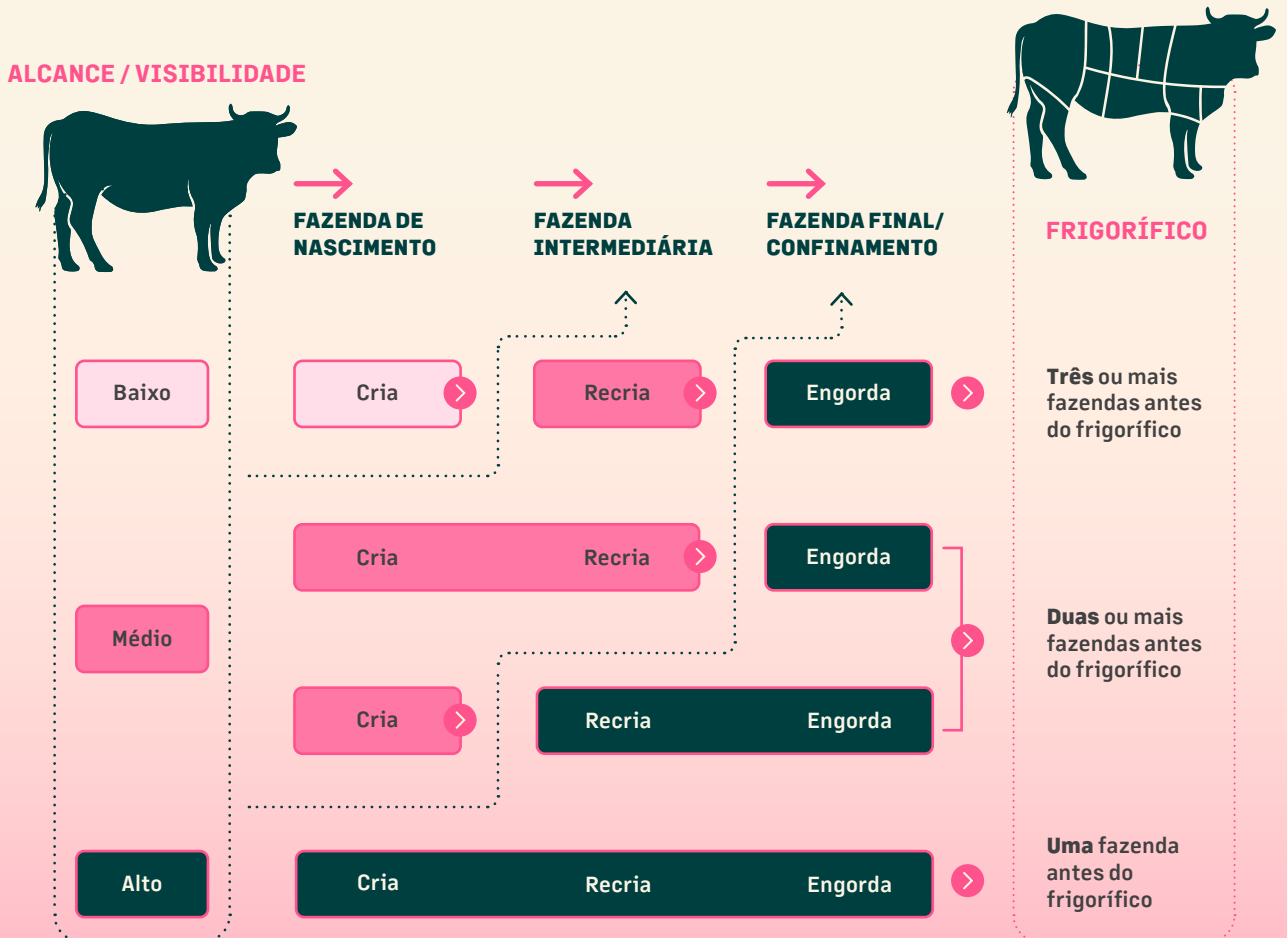 ALCANCE / VISIBILIDADE
FAZENDA DE
NASCIMENTO
FAZENDA
INTERMEDIÁRIA
FAZENDA FINAL/
CONFINAMENTO
FRIGORÍFICO
Baixo
Cria
Recria
Engorda
Três ou mais
fazendas antes
do frigorífico
Cria
Recria
Engorda
Médio
Duas ou mais
fazendas antes
do frigorífico
Cria
Recria
Engorda
Alto
Cria
Recria
Engorda
Uma fazenda
antes do
frigorífico